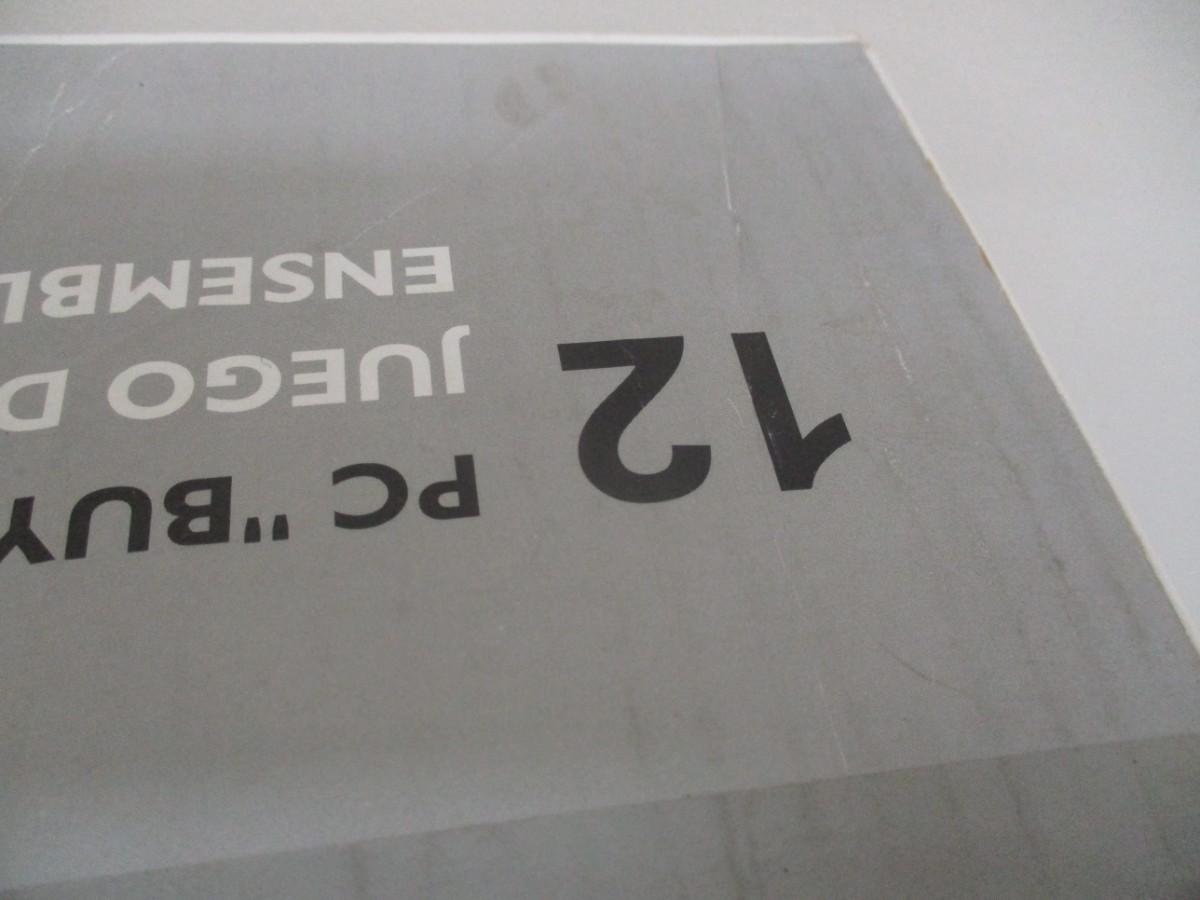 12
PC "BUY
JUEGO D
ENSEMBL